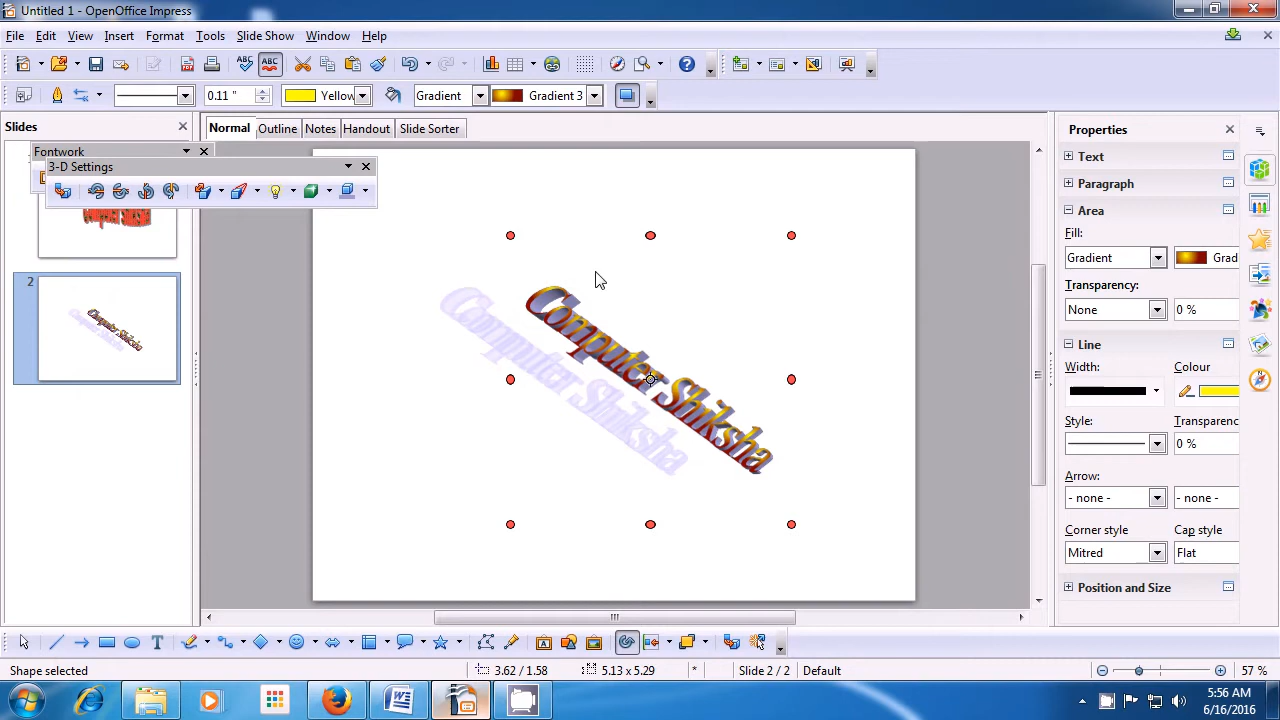 Untitled 1 - OpenOffice Impress
File Edit View Insert Format Tools Slide Show Window Help
0.11 " Yellow Gradient Gradient 3
Slides
Normal Outline Notes Handout Slide Sorter
Properties
Fontwork
3-D Settings
Text
Paragraph
Area
Fill:
Gradient Grad
Transparency:
None 0 %
2
Computer Shiksha
Computer Shiksha
Computer Shiksha
Line
Width: Colour
Style: Transparenc
0 %
Arrow:
- none - - none -
Corner style Cap style
Mitred Flat
Position and Size
Shape selected 3.62 / 1.58 5.13 x 5.29 * Slide 2 / 2 Default 57 %
5:56 AM
6/16/2016